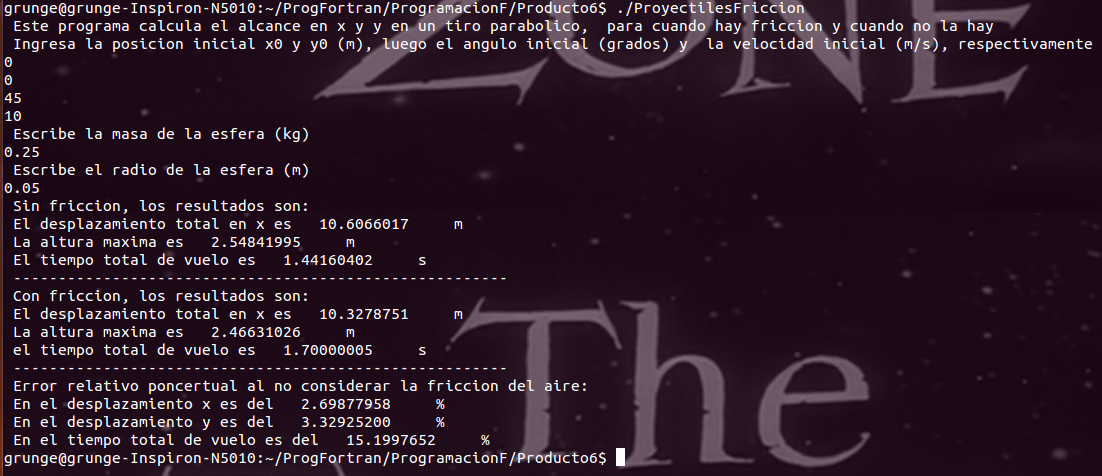 grunge@grunge-Inspiron-N5010:~/ProgFortran/ProgramacionF/Producto6$ ./ProyectilesFriccion
Este programa calcula el alcance en x y y en un tiro parabolico,  para cuando hay friccion y cuando no la hay
Ingresa la posicion inicial x0 y y0 (m), luego el angulo inicial (grados) y  la velocidad inicial (m/s), respectivamente
0
0
45
10
Escribe la masa de la esfera (kg)
0.25
Escribe el radio de la esfera (m)
0.05
Sin friccion, los resultados son:
El desplazamiento total en x es   10.6066017     m
La altura maxima es   2.54841995     m
El tiempo total de vuelo es   1.44160402     s
-------------------------------------------------------
Con friccion, los resultados son:
El desplazamiento total en x es   10.3278751     m
La altura maxima es   2.46631026     m
el tiempo total de vuelo es   1.70000005     s
-------------------------------------------------------
Error relativo poncertual al no considerar la friccion del aire:
En el desplazamiento x es del   2.69877958     %
En el desplazamiento y es del   3.32925200     %
En el tiempo total de vuelo es del   15.1997652     %
grunge@grunge-Inspiron-N5010:~/ProgFortran/ProgramacionF/Producto6$
ZONE
The